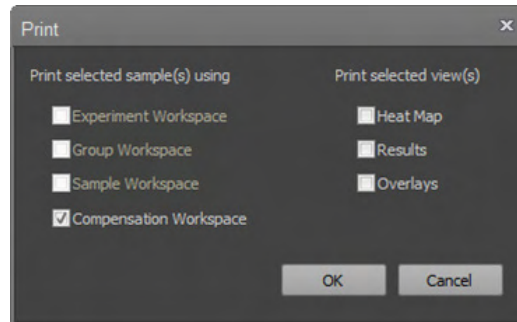 Print
Print selected sample(s) using
Print selected view(s)
Experiment Workspace
Heat Map
Group Workspace
Results
Sample Workspace
Overlays
Compensation Workspace
OK
Cancel